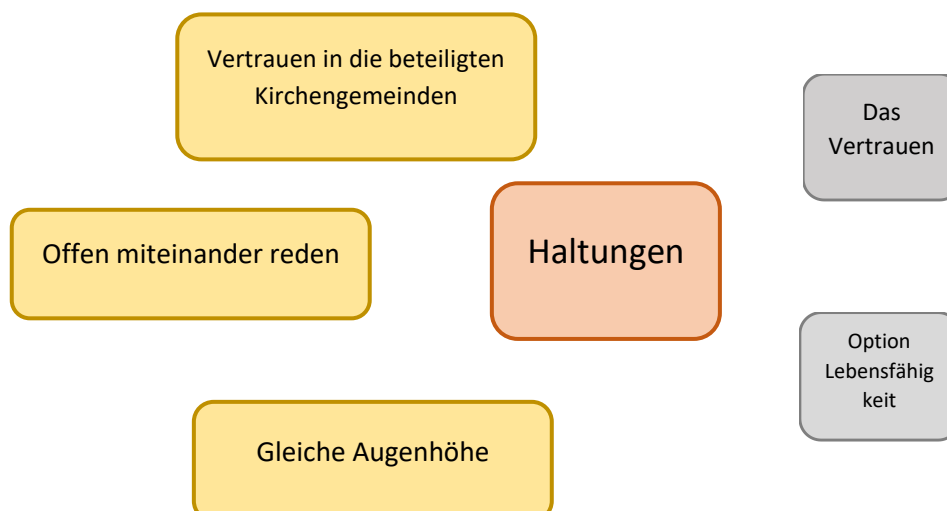 Vertrauen in die beteiligten
Kirchengemeinden
Das
Vertrauen
Offen miteinander reden
Haltungen
Option
Lebensfähig
keit
Gleiche Augenhöhe